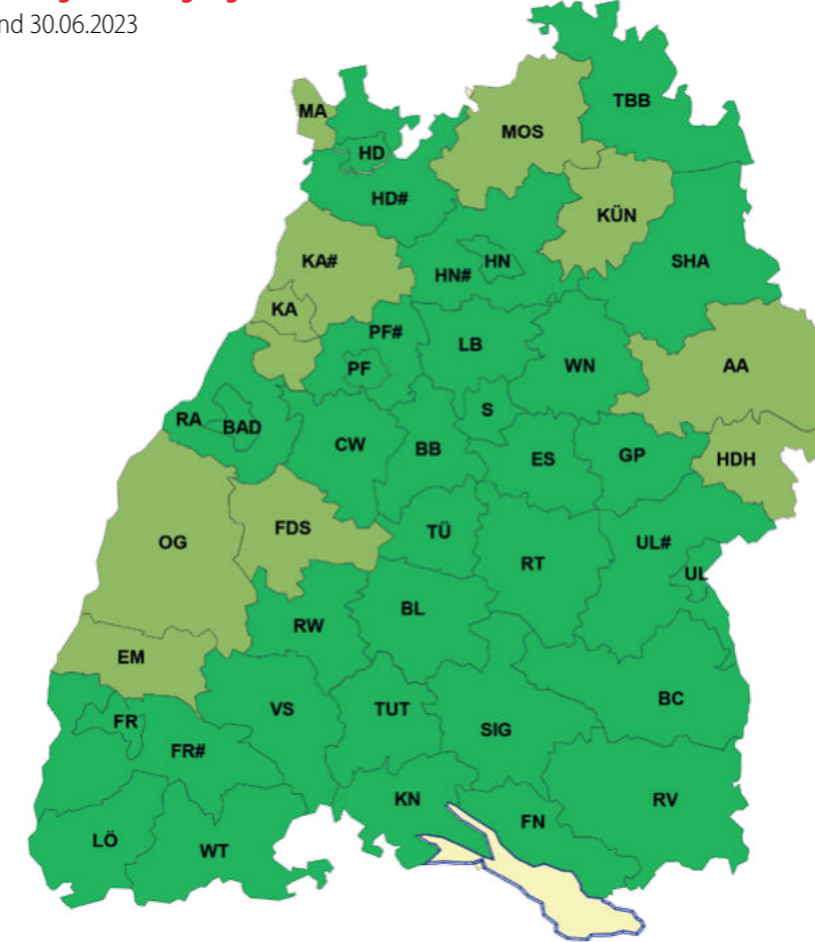 nd 30.06.2023
TBB
MA
MOS
HD
HD#
KÜN
KA#
HN#
HN
SHA
KA
PF#
LB
PF
WN
AA
RA
BAD
S
CW
BB
ES
GP
HDH
FDS
OG
TÜ
RT
UL#
UL
RW
BL
EM
VS
TUT
SIG
BC
FR
FR#
KN
FN
RV
LÖ
WT